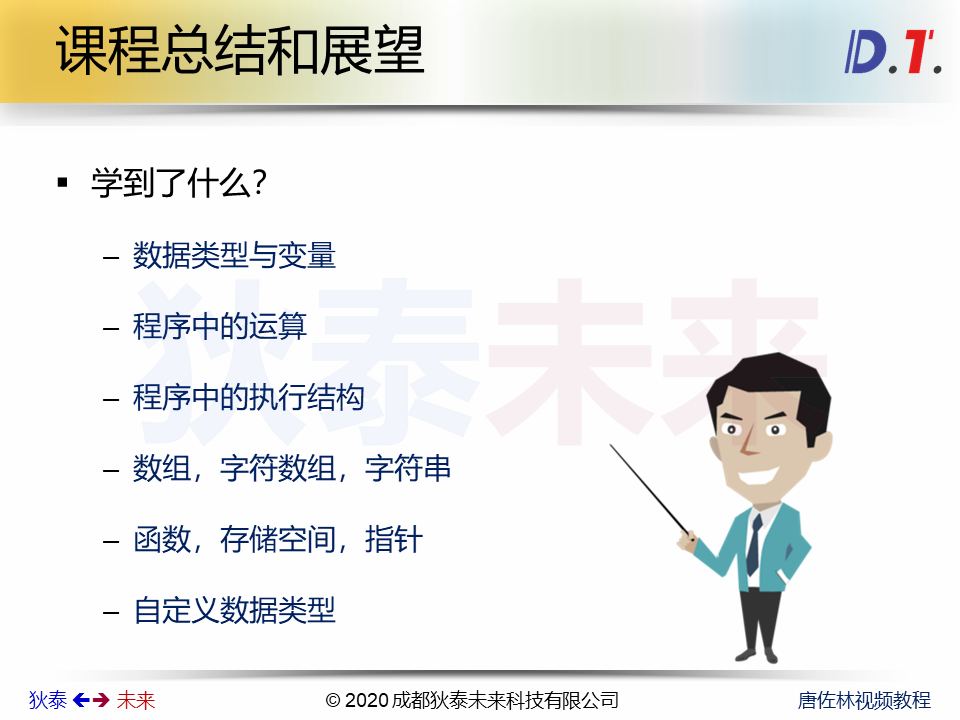 课程总结和展望
D.T.
▪ 学到了什么?
– 数据类型与变量
– 程序中的运算
– 程序中的执行结构
– 数组，字符数组，字符串
– 函数，存储空间，指针
– 自定义数据类型
狄泰未来
狄泰 未来
© 2020 成都狄泰未来科技有限公司
唐佐林视频教程